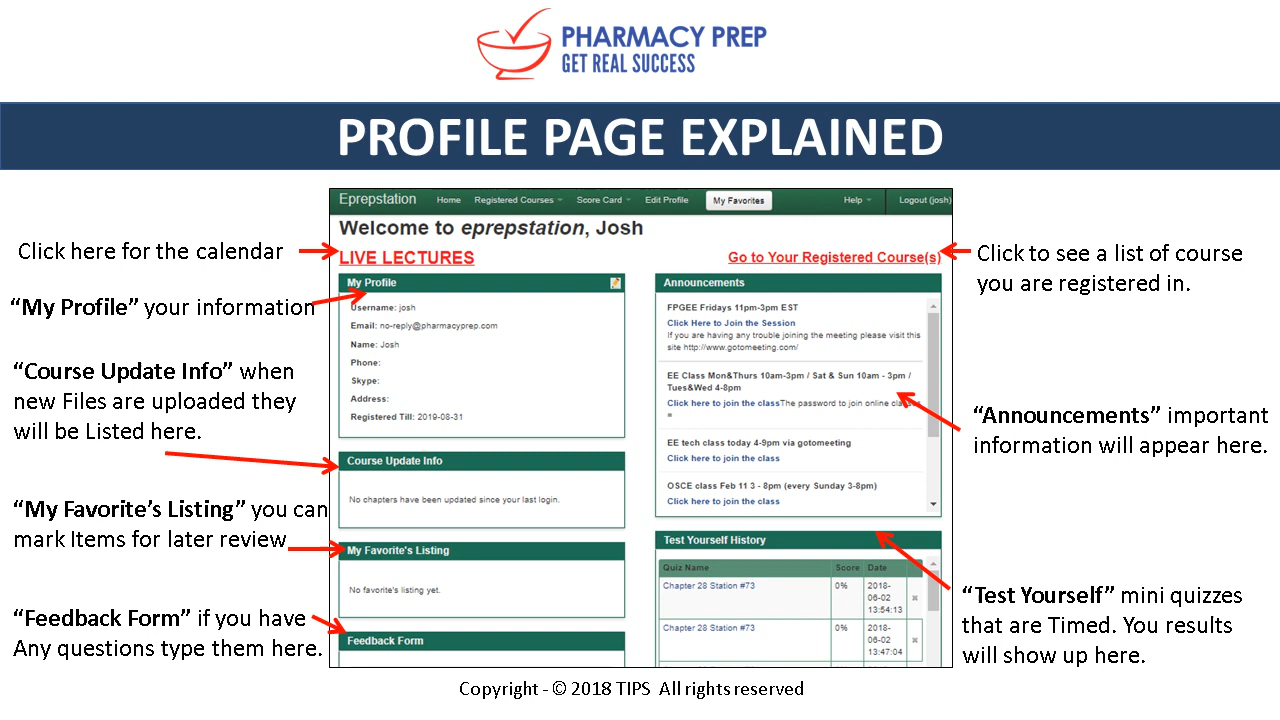 PHARMACY PREP
GET REAL SUCCESS
PROFILE PAGE EXPLAINED
Click here for the calendar
“My Profile” your information
“Course Update Info” when
new Files are uploaded they
will be Listed here.
“My Favorite’s Listing” you can
mark Items for later review
“Feedback Form” if you have
Any questions type them here.
Eprepstation Home Registered Courses Score Card Edit Profile My Favorites Help Logout (josh)
Welcome to eprepstation, Josh
LIVE LECTURES
Go to Your Registered Course(s)
My Profile
Username: josh
Email: no-reply@pharmacyprep.com
Name: Josh
Phone:
Skype:
Address:
Registered Till: 2019-08-31
Course Update Info
No chapters have been updated since your last login.
My Favorite's Listing
No favorite's listing yet.
Feedback Form
Announcements
FPGEE Fridays 11pm-3pm EST
Click Here to Join the Session
If you are having any trouble joining the meeting please visit this
site http://www.gotomeeting.com/
EE Class Mon&Thurs 10am-3pm / Sat & Sun 10am - 3pm /
Tues&Wed 4-8pm
Click here to join the classThe password to join online classes
=
EE tech class today 4-9pm via gotomeeting
Click here to join the class
OSCE class Feb 11 3 - 8pm (every Sunday 3-8pm)
Click here to join the class
Test Yourself History
Quiz Name Score Date
Chapter 28 Station #73 0% 2018-
06-02
13:54:13
Chapter 28 Station #73 0% 2018-
06-02
13:47:04
Click to see a list of course
you are registered in.
“Announcements” important
information will appear here.
“Test Yourself” mini quizzes
that are Timed. You results
will show up here.
Copyright - © 2018 TIPS All rights reserved